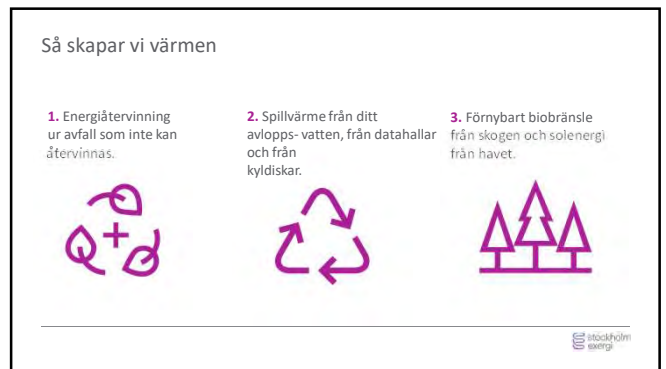 Så skapar vi värmen
1. Energiåtervinning
ur avfall som inte kan
återvinnas.
2. Spillvärme från ditt
avlopps- vatten, från datahallar
och från
kyldiskar.
3. Förnybart biobränsle
från skogen och solenergi
från havet.
stockholm
exergi